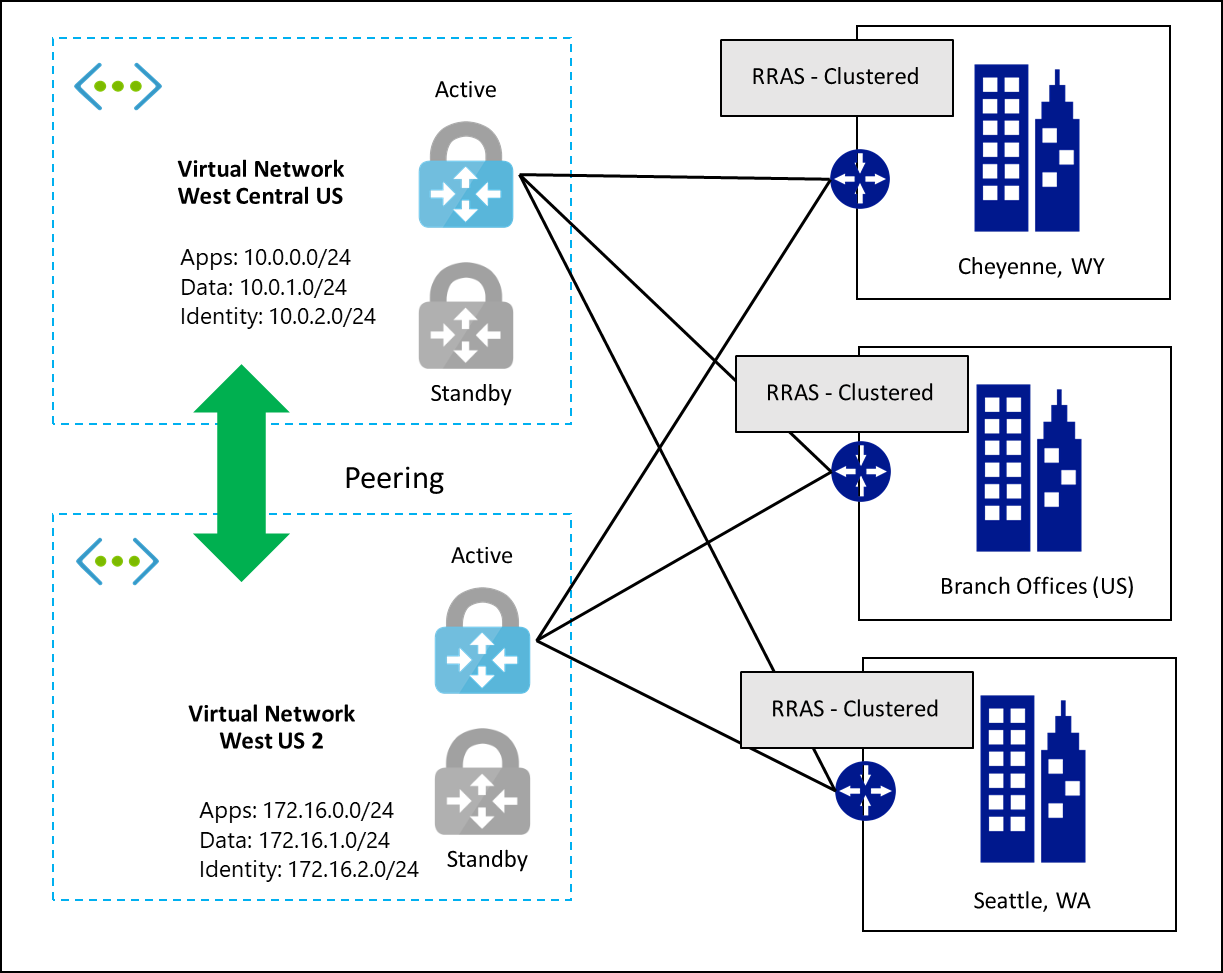 Active
Virtual Network
West Central US
Apps: 10.0.0.0/24
Data: 10.0.1.0/24
Identity: 10.0.2.0/24
Standby
Peering
Active
Virtual Network
West US 2
Apps: 172.16.0.0/24
Data: 172.16.1.0/24
Identity: 172.16.2.0/24
Standby
RRAS - Clustered
Cheyenne, WY
RRAS - Clustered
Branch Offices (US)
RRAS - Clustered
Seattle, WA